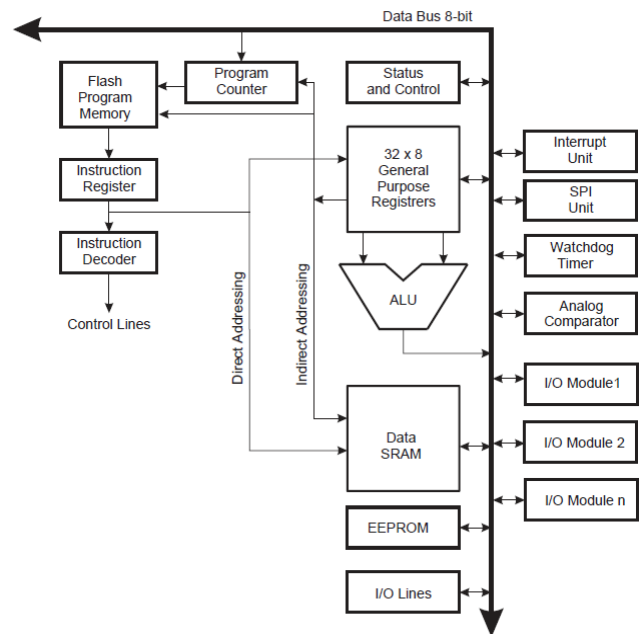 Data Bus 8-bit
Flash
Program
Memory
Program
Counter
Status
and Control
Interrupt
Unit
32 x 8
General
Purpose
Registrers
Instruction
Register
SPI
Unit
Instruction
Decoder
Watchdog
Timer
ALU
Analog
Comparator
Control Lines
Direct Addressing
Indirect Addressing
I/O Module1
Data
SRAM
I/O Module 2
I/O Module n
EEPROM
I/O Lines